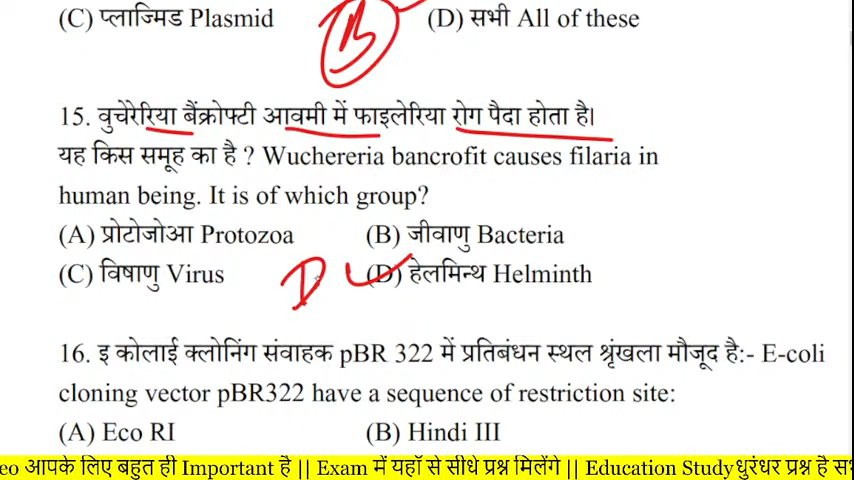 (C) प्लाज्मिड Plasmid (D) सभी All of these
B
15. वुचेरेरिया बैंक्रोफ्टी आवमी में फाइलेरिया रोग पैदा होता है।
यह किस समूह का है ? Wuchereria bancrofit causes filaria in
human being. It is of which group?
(A) प्रोटोजोआ Protozoa (B) जीवाणु Bacteria
(C) विषाणु Virus D (D) हेलमिन्थ Helminth
16. इ कोलाई क्लोनिंग संवाहक pBR 322 में प्रतिबंधन स्थल श्रृंखला मौजूद है:- E-coli
cloning vector pBR322 have a sequence of restriction site:
(A) Eco RI (B) Hindi III
eo आपके लिए बहुत ही Important है || Exam में यहाँ से सीधे प्रश्न मिलेंगे || Education Study धुरंधर प्रश्न है